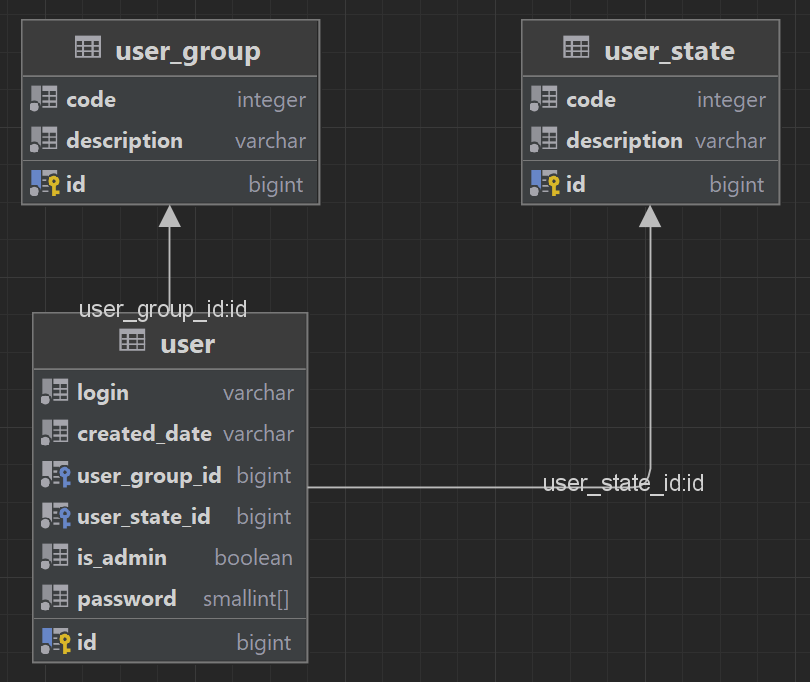 user_group
code integer
description varchar
id bigint
user_state
code integer
description varchar
id bigint
user_group_id:id
user
login varchar
created_date varchar
user_group_id bigint
user_state_id bigint
is_admin boolean
password smallint[]
id bigint
user_state_id:id